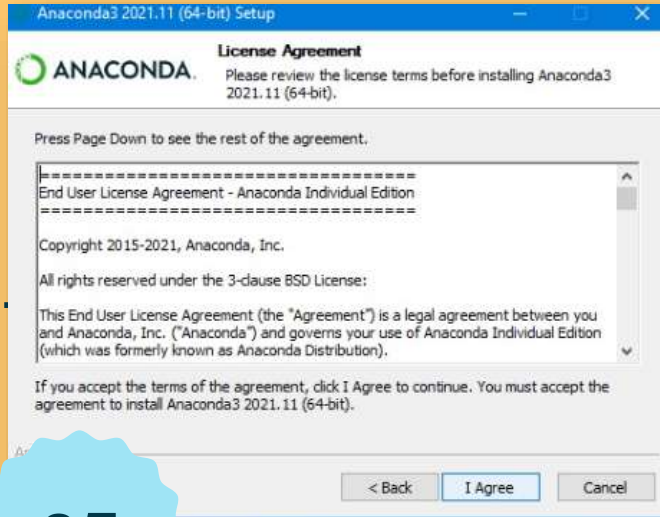 Anaconda3 2021.11 (64-bit) Setup
ANACONDA.
License Agreement
Please review the license terms before installing Anaconda3
2021.11 (64-bit).
Press Page Down to see the rest of the agreement.
====================================
End User License Agreement - Anaconda Individual Edition
====================================
Copyright 2015-2021, Anaconda, Inc.
All rights reserved under the 3-clause BSD License:
This End User License Agreement (the "Agreement") is a legal agreement between you
and Anaconda, Inc. ("Anaconda") and governs your use of Anaconda Individual Edition
(which was formerly known as Anaconda Distribution).
If you accept the terms of the agreement, click I Agree to continue. You must accept the
agreement to install Anaconda3 2021.11 (64-bit).
< Back
I Agree
Cancel